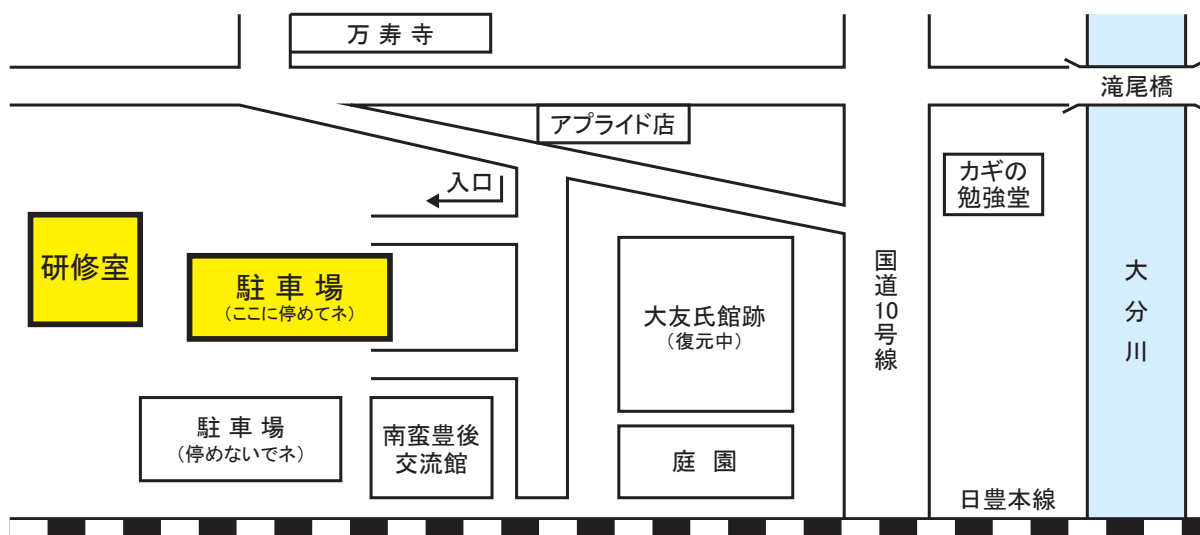 万寿寺
滝尾橋
アプライド店
カギの
勉強堂
入口
研修室
駐車場
(ここに停めてネ)
大友氏館跡
(復元中)
国道10号線
大分川
駐車場
(停めないでネ)
南蛮豊後
交流館
庭園
日豊本線